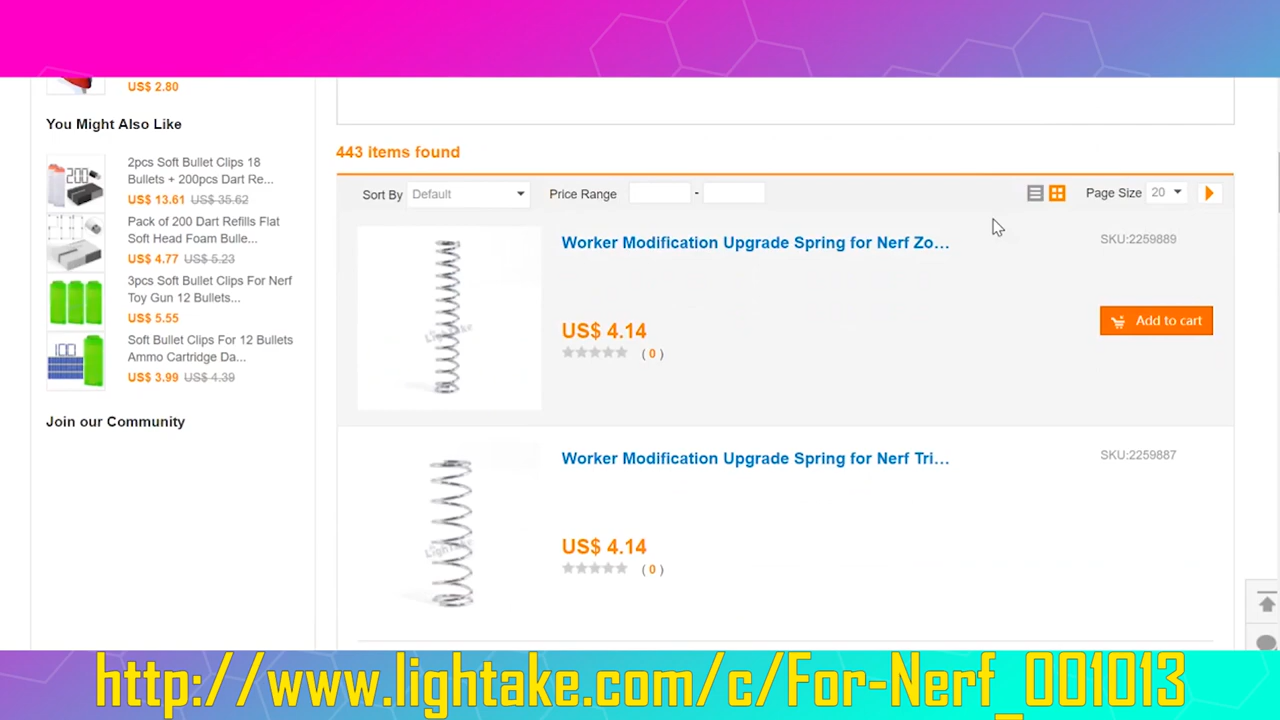 US$ 2.80
You Might Also Like
2pcs Soft Bullet Clips 18
Bullets + 200pcs Dart Re...
US$ 13.61 US$ 35.62
Pack of 200 Dart Refills Flat
Soft Head Foam Bulle...
US$ 4.77 US$ 5.23
3pcs Soft Bullet Clips For Nerf
Toy Gun 12 Bullets...
US$ 5.55
Soft Bullet Clips For 12 Bullets
Ammo Cartridge Da...
US$ 3.99 US$ 4.39
Join our Community
200
100
443 items found
Sort By Default Price Range - Page Size 20
Worker Modification Upgrade Spring for Nerf Zo...
SKU:2259889
LighTake
US$ 4.14
( 0 )
Add to cart
Worker Modification Upgrade Spring for Nerf Tri...
SKU:2259887
LighTake
US$ 4.14
( 0 )
http://www.lightake.com/c/For-Nerf_001013